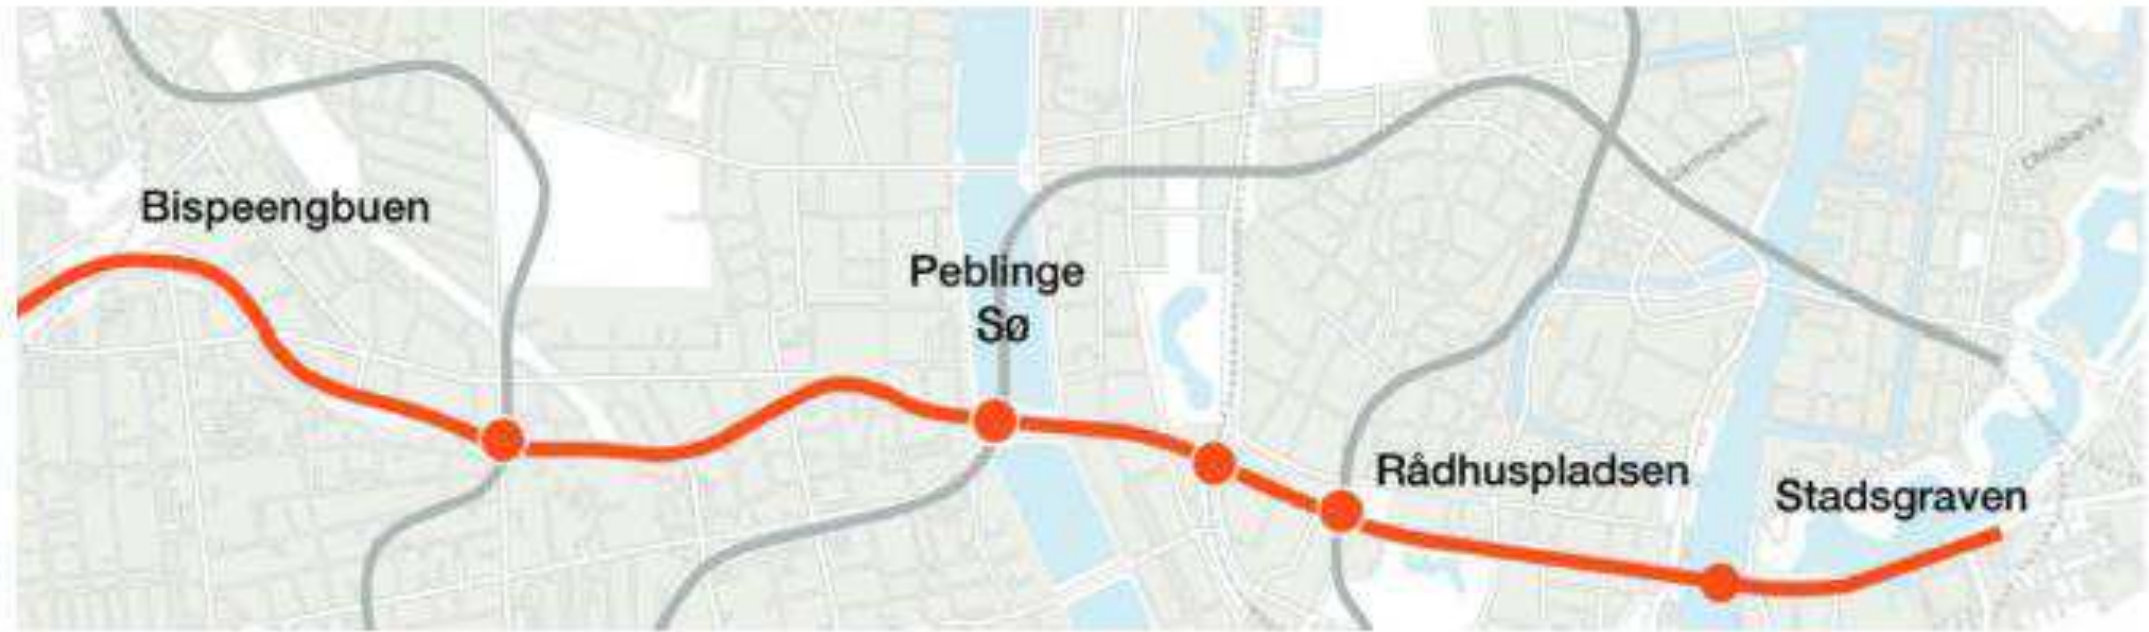 Bispeengbuen
Peblinge
Sø
Rådhuspladsen
Stadsgraven